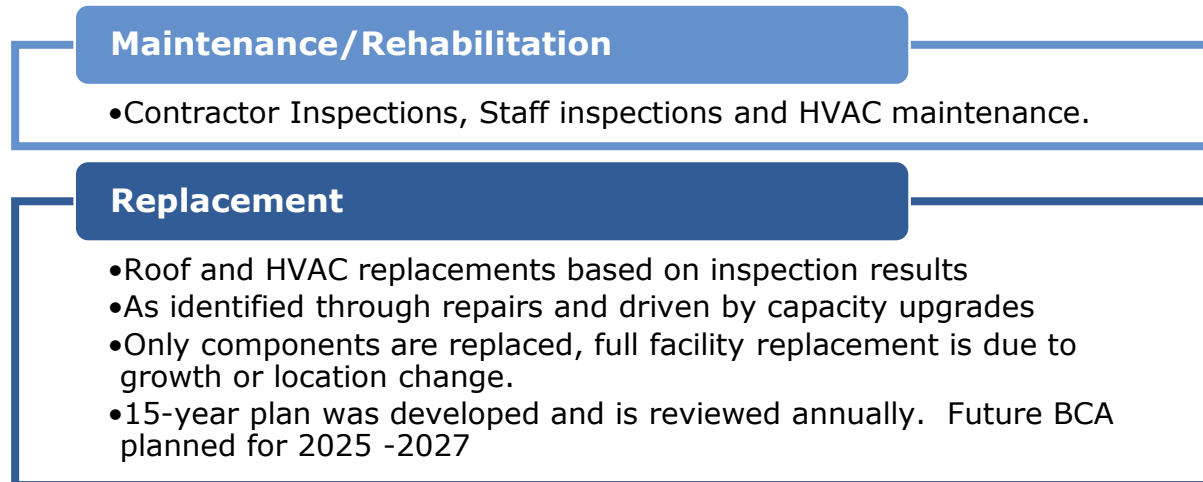 Maintenance/Rehabilitation
•Contractor Inspections, Staff inspections and HVAC maintenance.
Replacement
•Roof and HVAC replacements based on inspection results
•As identified through repairs and driven by capacity upgrades
•Only components are replaced, full facility replacement is due to
growth or location change.
•15-year plan was developed and is reviewed annually.  Future BCA
planned for 2025 -2027